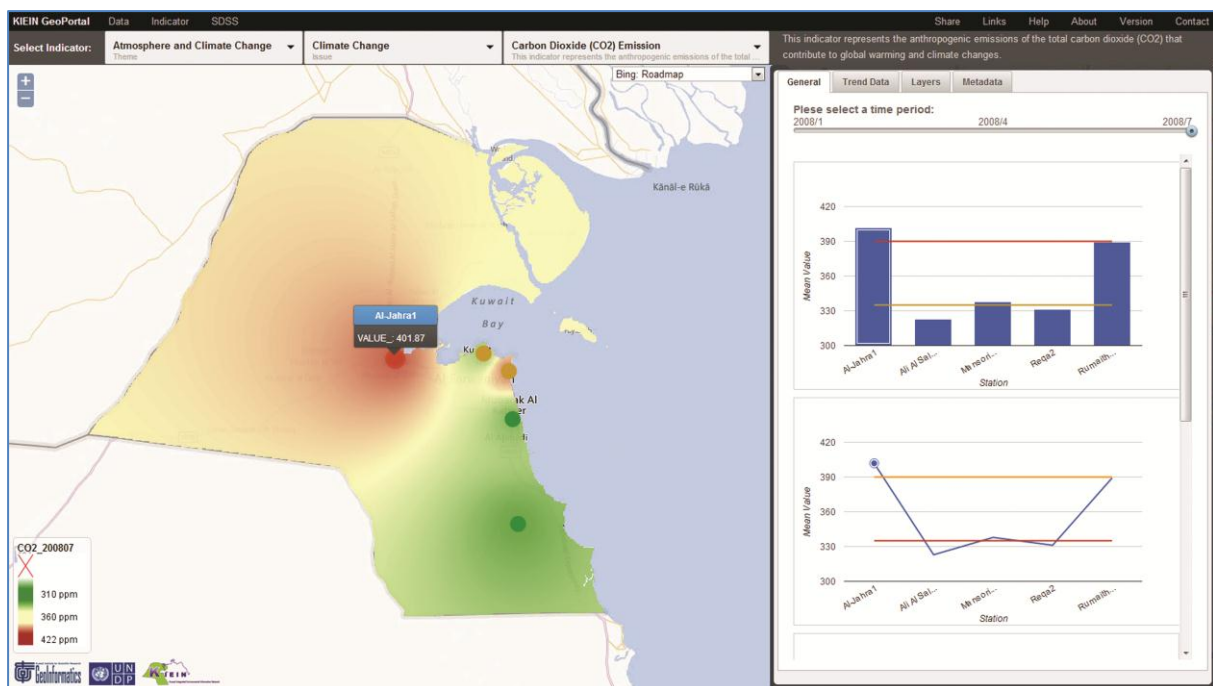 KIEIN GeoPortal Data Indicator SDSS Share Links Help About Version Contact
Select Indicator:
Atmosphere and Climate Change
Theme
Climate Change
Issue
Carbon Dioxide (CO2) Emission
This indicator represents the anthropogenic emissions of the total ...
This indicator represents the anthropogenic emissions of the total carbon dioxide (CO2) that
contribute to global warming and climate changes.
+
−
Bing: Roadmap
Kānāl-e Rūkā
Kuwait
Bay
Al-Jahra1
VALUE_: 401.87
CO2_200807
310 ppm
360 ppm
422 ppm
GeoInformatics
UN
DP
KIEIN
General Trend Data Layers Metadata
Plese select a time period:
2008/1 2008/4 2008/7
420
390
360
330
300
Mean Value
Al-Jahra1 Ali Al Sal... Mansori... Reqa2 Rumaith...
Station
420
390
360
330
300
Mean Value
Al-Jahra1 Ali Al Sal... Mansori... Reqa2 Rumaith...
Station